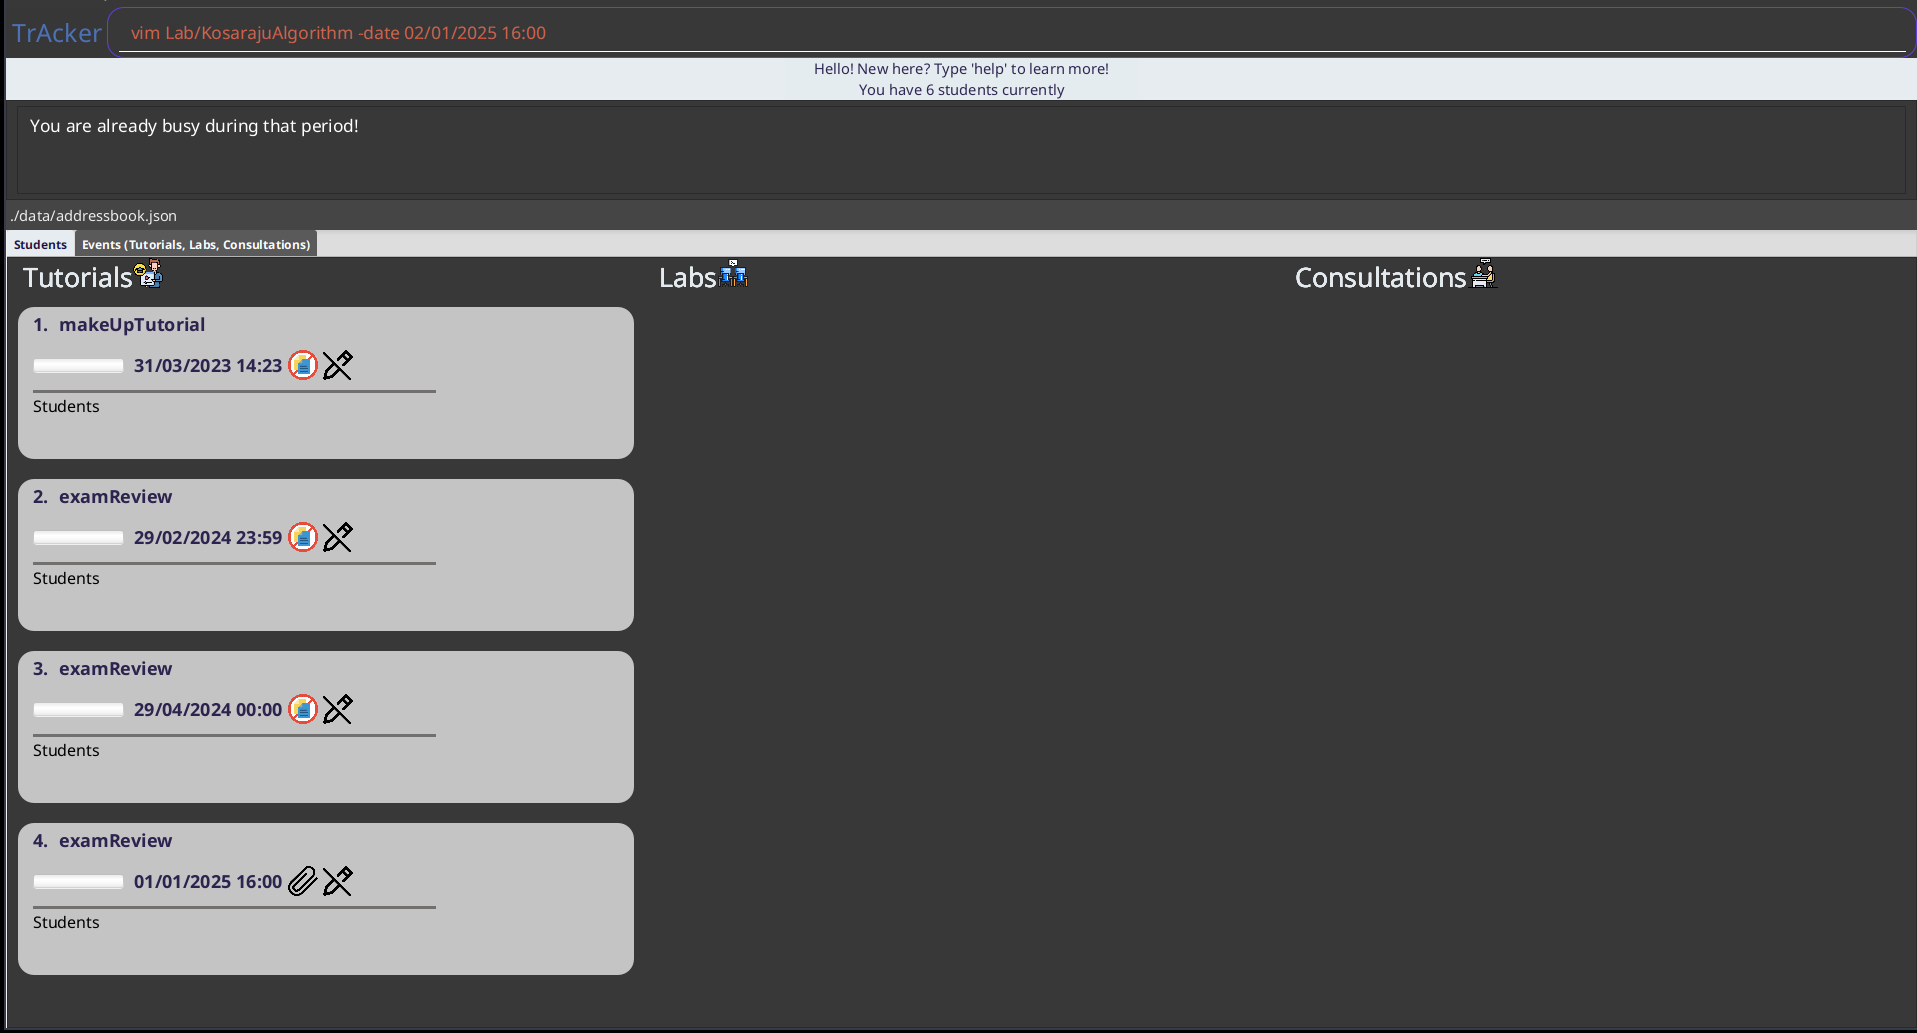 TrAcker
vim Lab/KosarajuAlgorithm -date 02/01/2025 16:00
Hello! New here? Type 'help' to learn more!
You have 6 students currently
You are already busy during that period!
./data/addressbook.json
Students Events (Tutorials, Labs, Consultations)
Tutorials Labs Consultations
1. makeUpTutorial
31/03/2023 14:23
Students
2. examReview
29/02/2024 23:59
Students
3. examReview
29/04/2024 00:00
Students
4. examReview
01/01/2025 16:00
Students